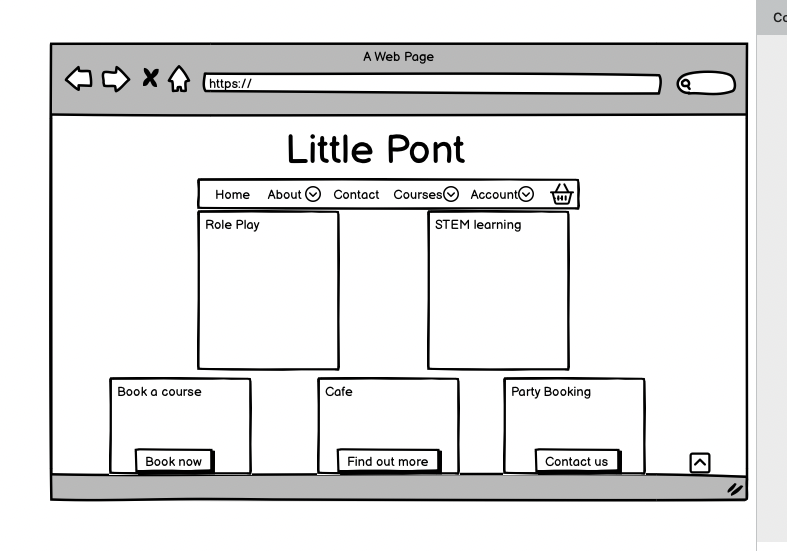 Co
A Web Page
https://
Little Pont
Home About Contact Courses Account
Role Play STEM learning
Book a course Cafe Party Booking
Book now Find out more Contact us